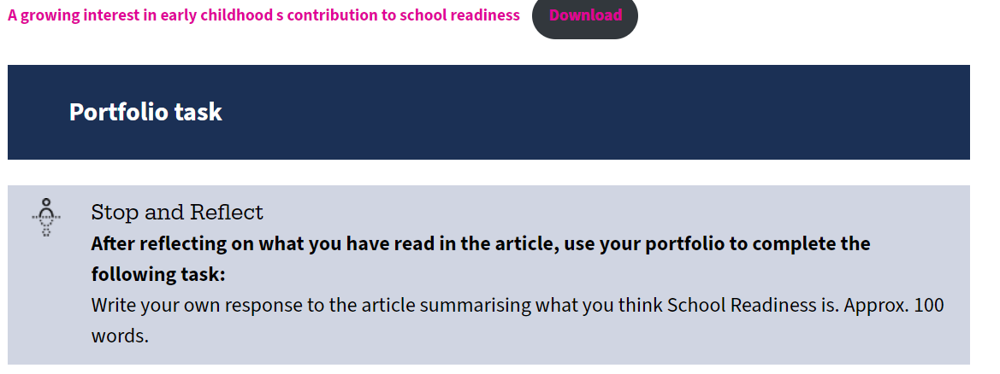 A growing interest in early childhood s contribution to school readiness Download
Portfolio task
Stop and Reflect
After reflecting on what you have read in the article, use your portfolio to complete the
following task:
Write your own response to the article summarising what you think School Readiness is. Approx. 100
words.